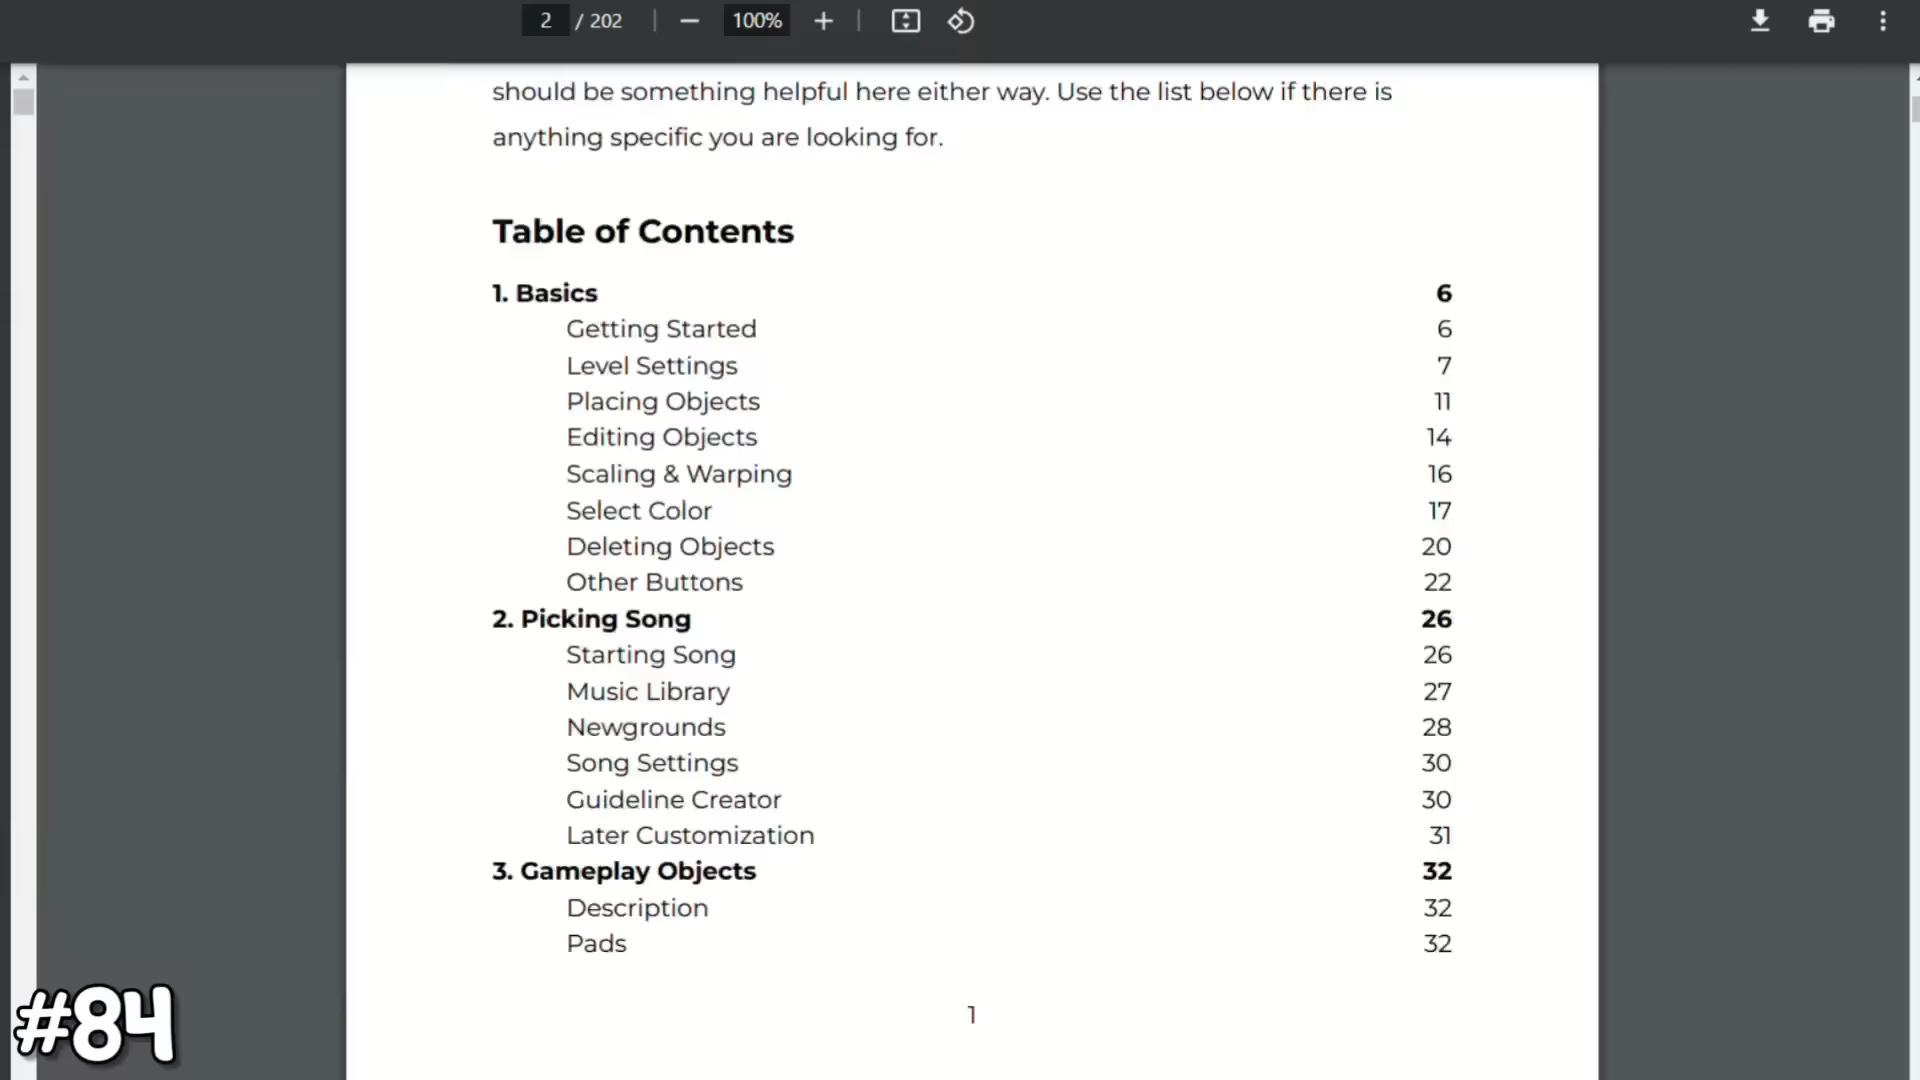 2 / 202 100%
should be something helpful here either way. Use the list below if there is
anything specific you are looking for.
Table of Contents
1. Basics 6
Getting Started 6
Level Settings 7
Placing Objects 11
Editing Objects 14
Scaling & Warping 16
Select Color 17
Deleting Objects 20
Other Buttons 22
2. Picking Song 26
Starting Song 26
Music Library 27
Newgrounds 28
Song Settings 30
Guideline Creator 30
Later Customization 31
3. Gameplay Objects 32
Description 32
Pads 32
1
#84